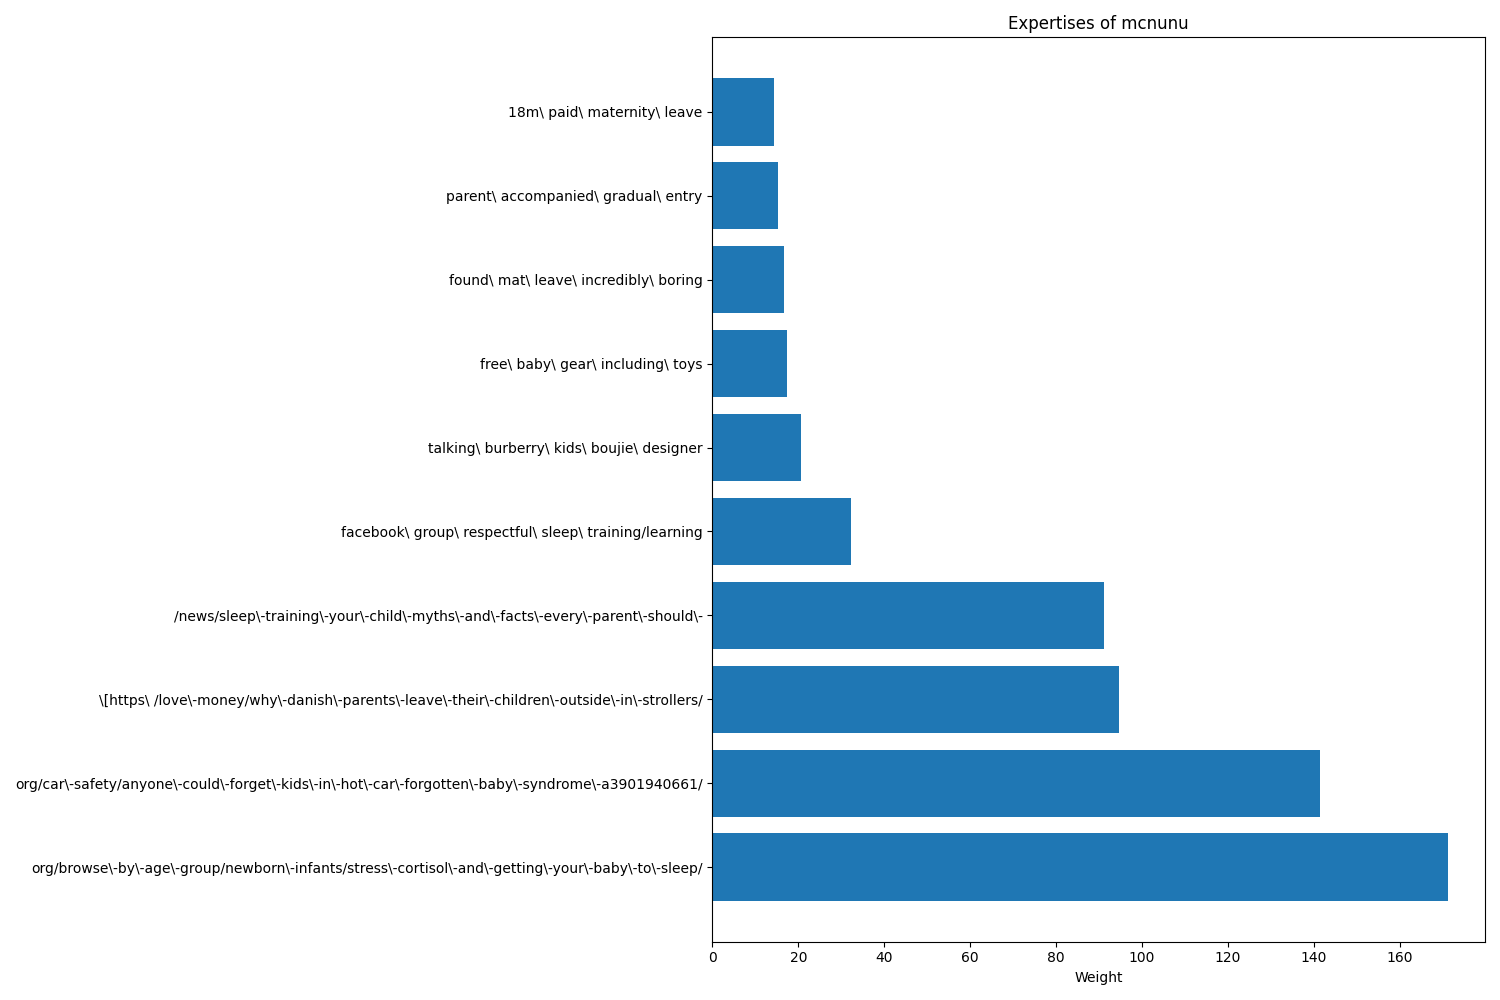 Expertises of mcnunu
18m\ paid\ maternity\ leave
parent\ accompanied\ gradual\ entry
found\ mat\ leave\ incredibly\ boring
free\ baby\ gear\ including\ toys
talking\ burberry\ kids\ boujie\ designer
facebook\ group\ respectful\ sleep\ training/learning
/news/sleep\-training\-your\-child\-myths\-and\-facts\-every\-parent\-should\-
\[https\ /love\-money/why\-danish\-parents\-leave\-their\-children\-outside\-in\-strollers/
org/car\-safety/anyone\-could\-forget\-kids\-in\-hot\-car\-forgotten\-baby\-syndrome\-a3901940661/
org/browse\-by\-age\-group/newborn\-infants/stress\-cortisol\-and\-getting\-your\-baby\-to\-sleep/
0 20 40 60 80 100 120 140 160
Weight